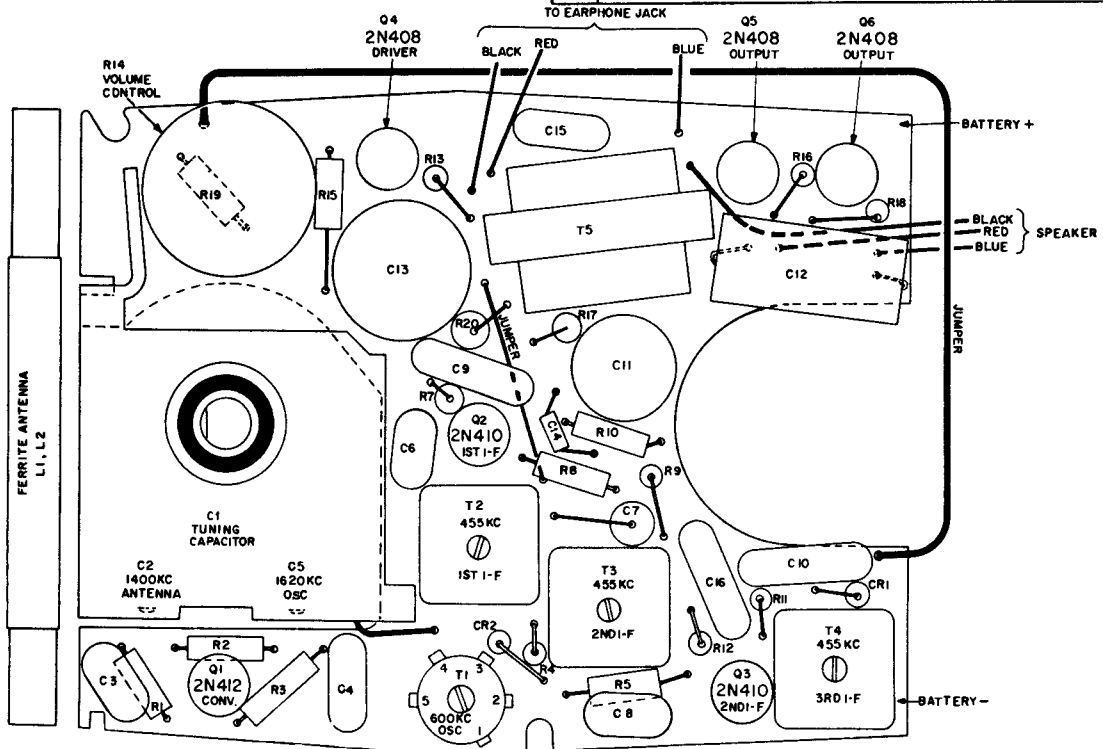 TO EARPHONE JACK
Q4
2N408
DRIVER
BLACK
RED
BLUE
Q5
2N408
OUTPUT
Q6
2N408
OUTPUT
R14
VOLUME
CONTROL
C15
BATTERY +
R13
R16
R19
R15
R18
T5
BLACK
RED
BLUE
SPEAKER
C13
C12
JUMPER
R20
JUMPER
R17
C9
C11
R7
Q2
2N410
1ST I-F
C6
C14
R10
R8
R9
FERRITE ANTENNA
L1, L2
C1
TUNING
CAPACITOR
T2
455KC
1ST I-F
C7
C2
1400KC
ANTENNA
C5
1620KC
OSC
T3
455KC
2ND I-F
C16
C10
CR1
R11
T4
455KC
3RD I-F
CR2
R4
R12
R2
Q1
2N412
CONV.
C3
R1
R3
C4
4
3
T1
5
2
600KC
OSC
1
R5
C8
Q3
2N410
2ND I-F
BATTERY-